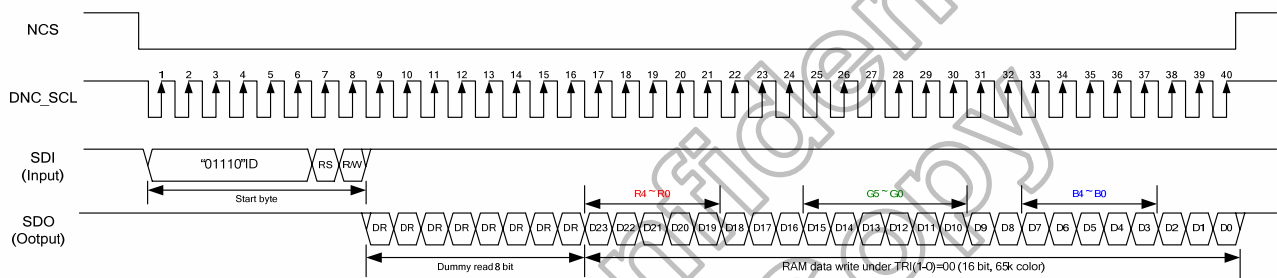 NCS
1 2 3 4 5 6 7 8 9 10 11 12 13 14 15 16 17 18 19 20 21 22 23 24 25 26 27 28 29 30 31 32 33 34 35 36 37 38 39 40
DNC_SCL
SDI
(Input)
"01110"ID RS R/W
Start byte
R4 ~ R0 G5 ~ G0 B4 ~ B0
SDO
(Ootput)
DR DR DR DR DR DR DR DR D23 D22 D21 D20 D19 D18 D17 D16 D15 D14 D13 D12 D11 D10 D9 D8 D7 D6 D5 D4 D3 D2 D1 D0
Dummy read 8 bit
RAM data write under TRI(1-0)=00 (16 bit, 65k color)
Copy